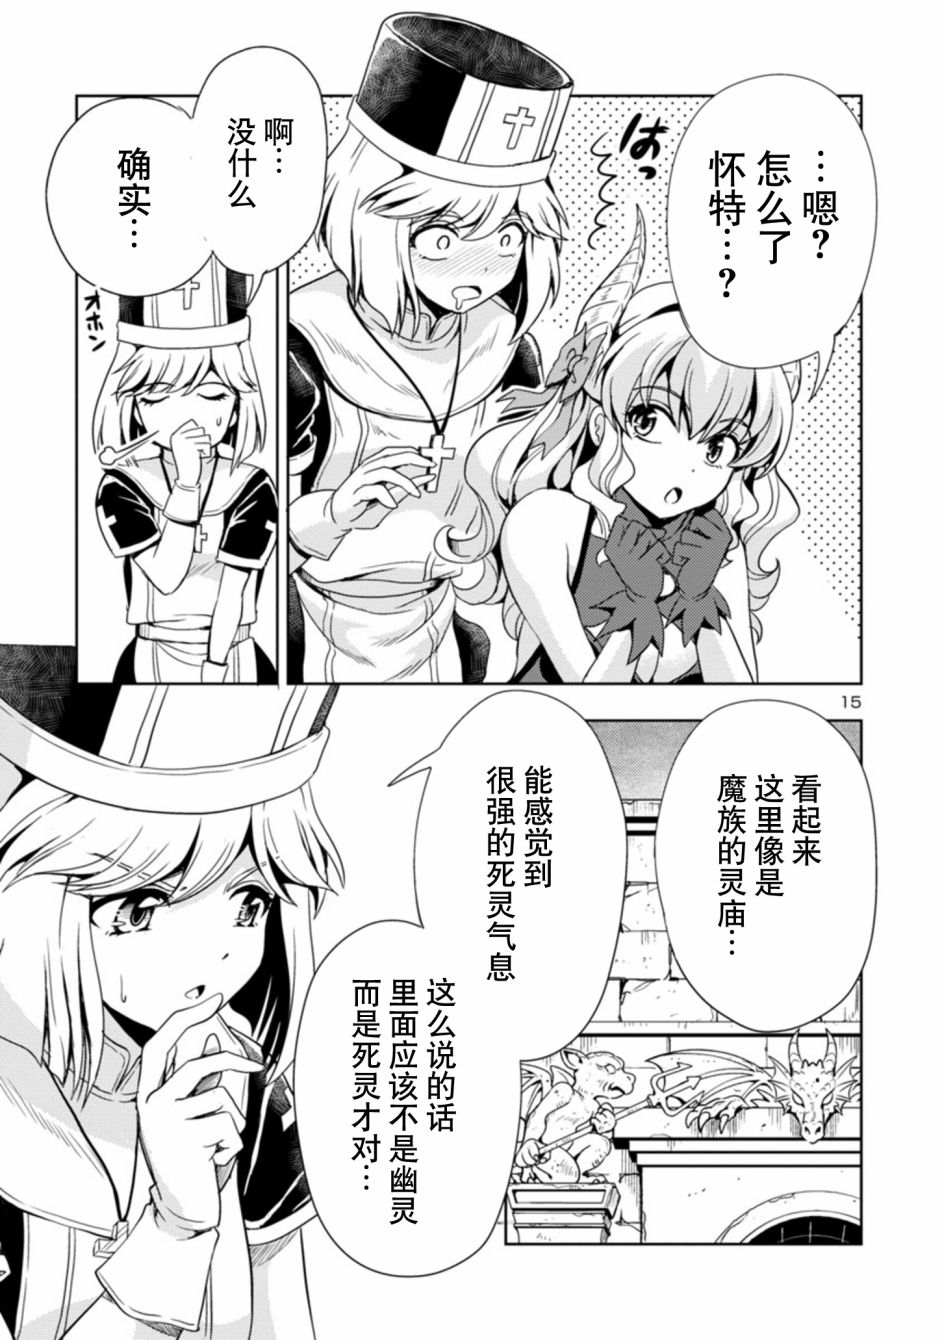 …嗯?
怎么了
怀特…?
はっ
啊…
没什么
确实…
オホン
15
看起来
这里像是
魔族的灵庙…
能感觉到
很强的死灵气息
这么说的话
里面应该不是幽灵
而是死灵才对…